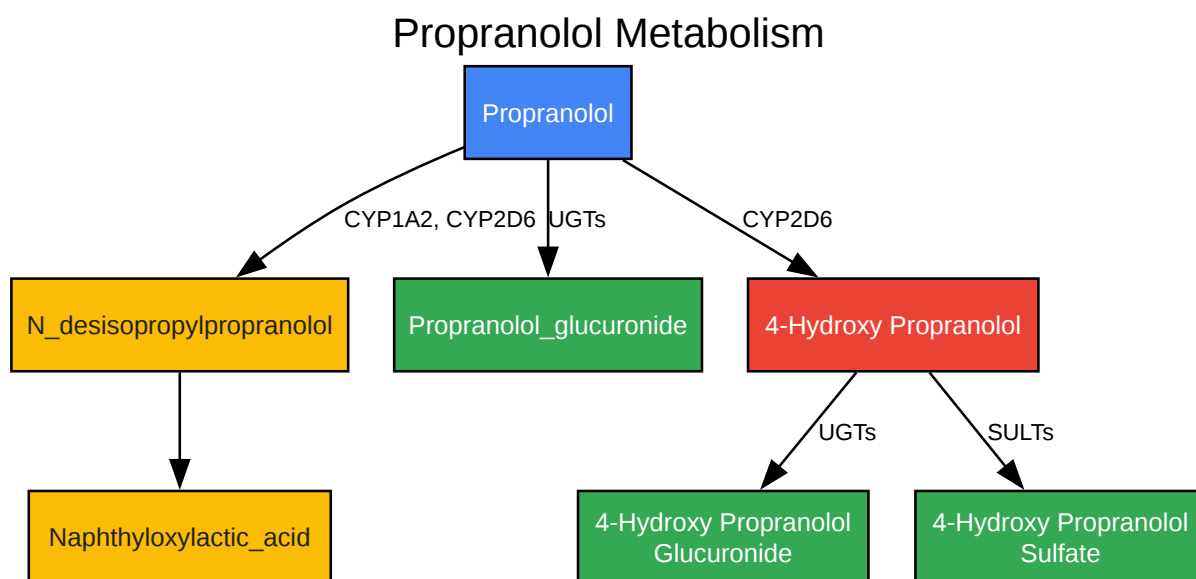 Propranolol Metabolism
Propranolol
CYP1A2, CYP2D6
UGTs
CYP2D6
N_desisopropylpropranolol
Propranolol_glucuronide
4-Hydroxy Propranolol
UGTs
SULTs
Naphthyloxylactic_acid
4-Hydroxy Propranolol
Glucuronide
4-Hydroxy Propranolol
Sulfate